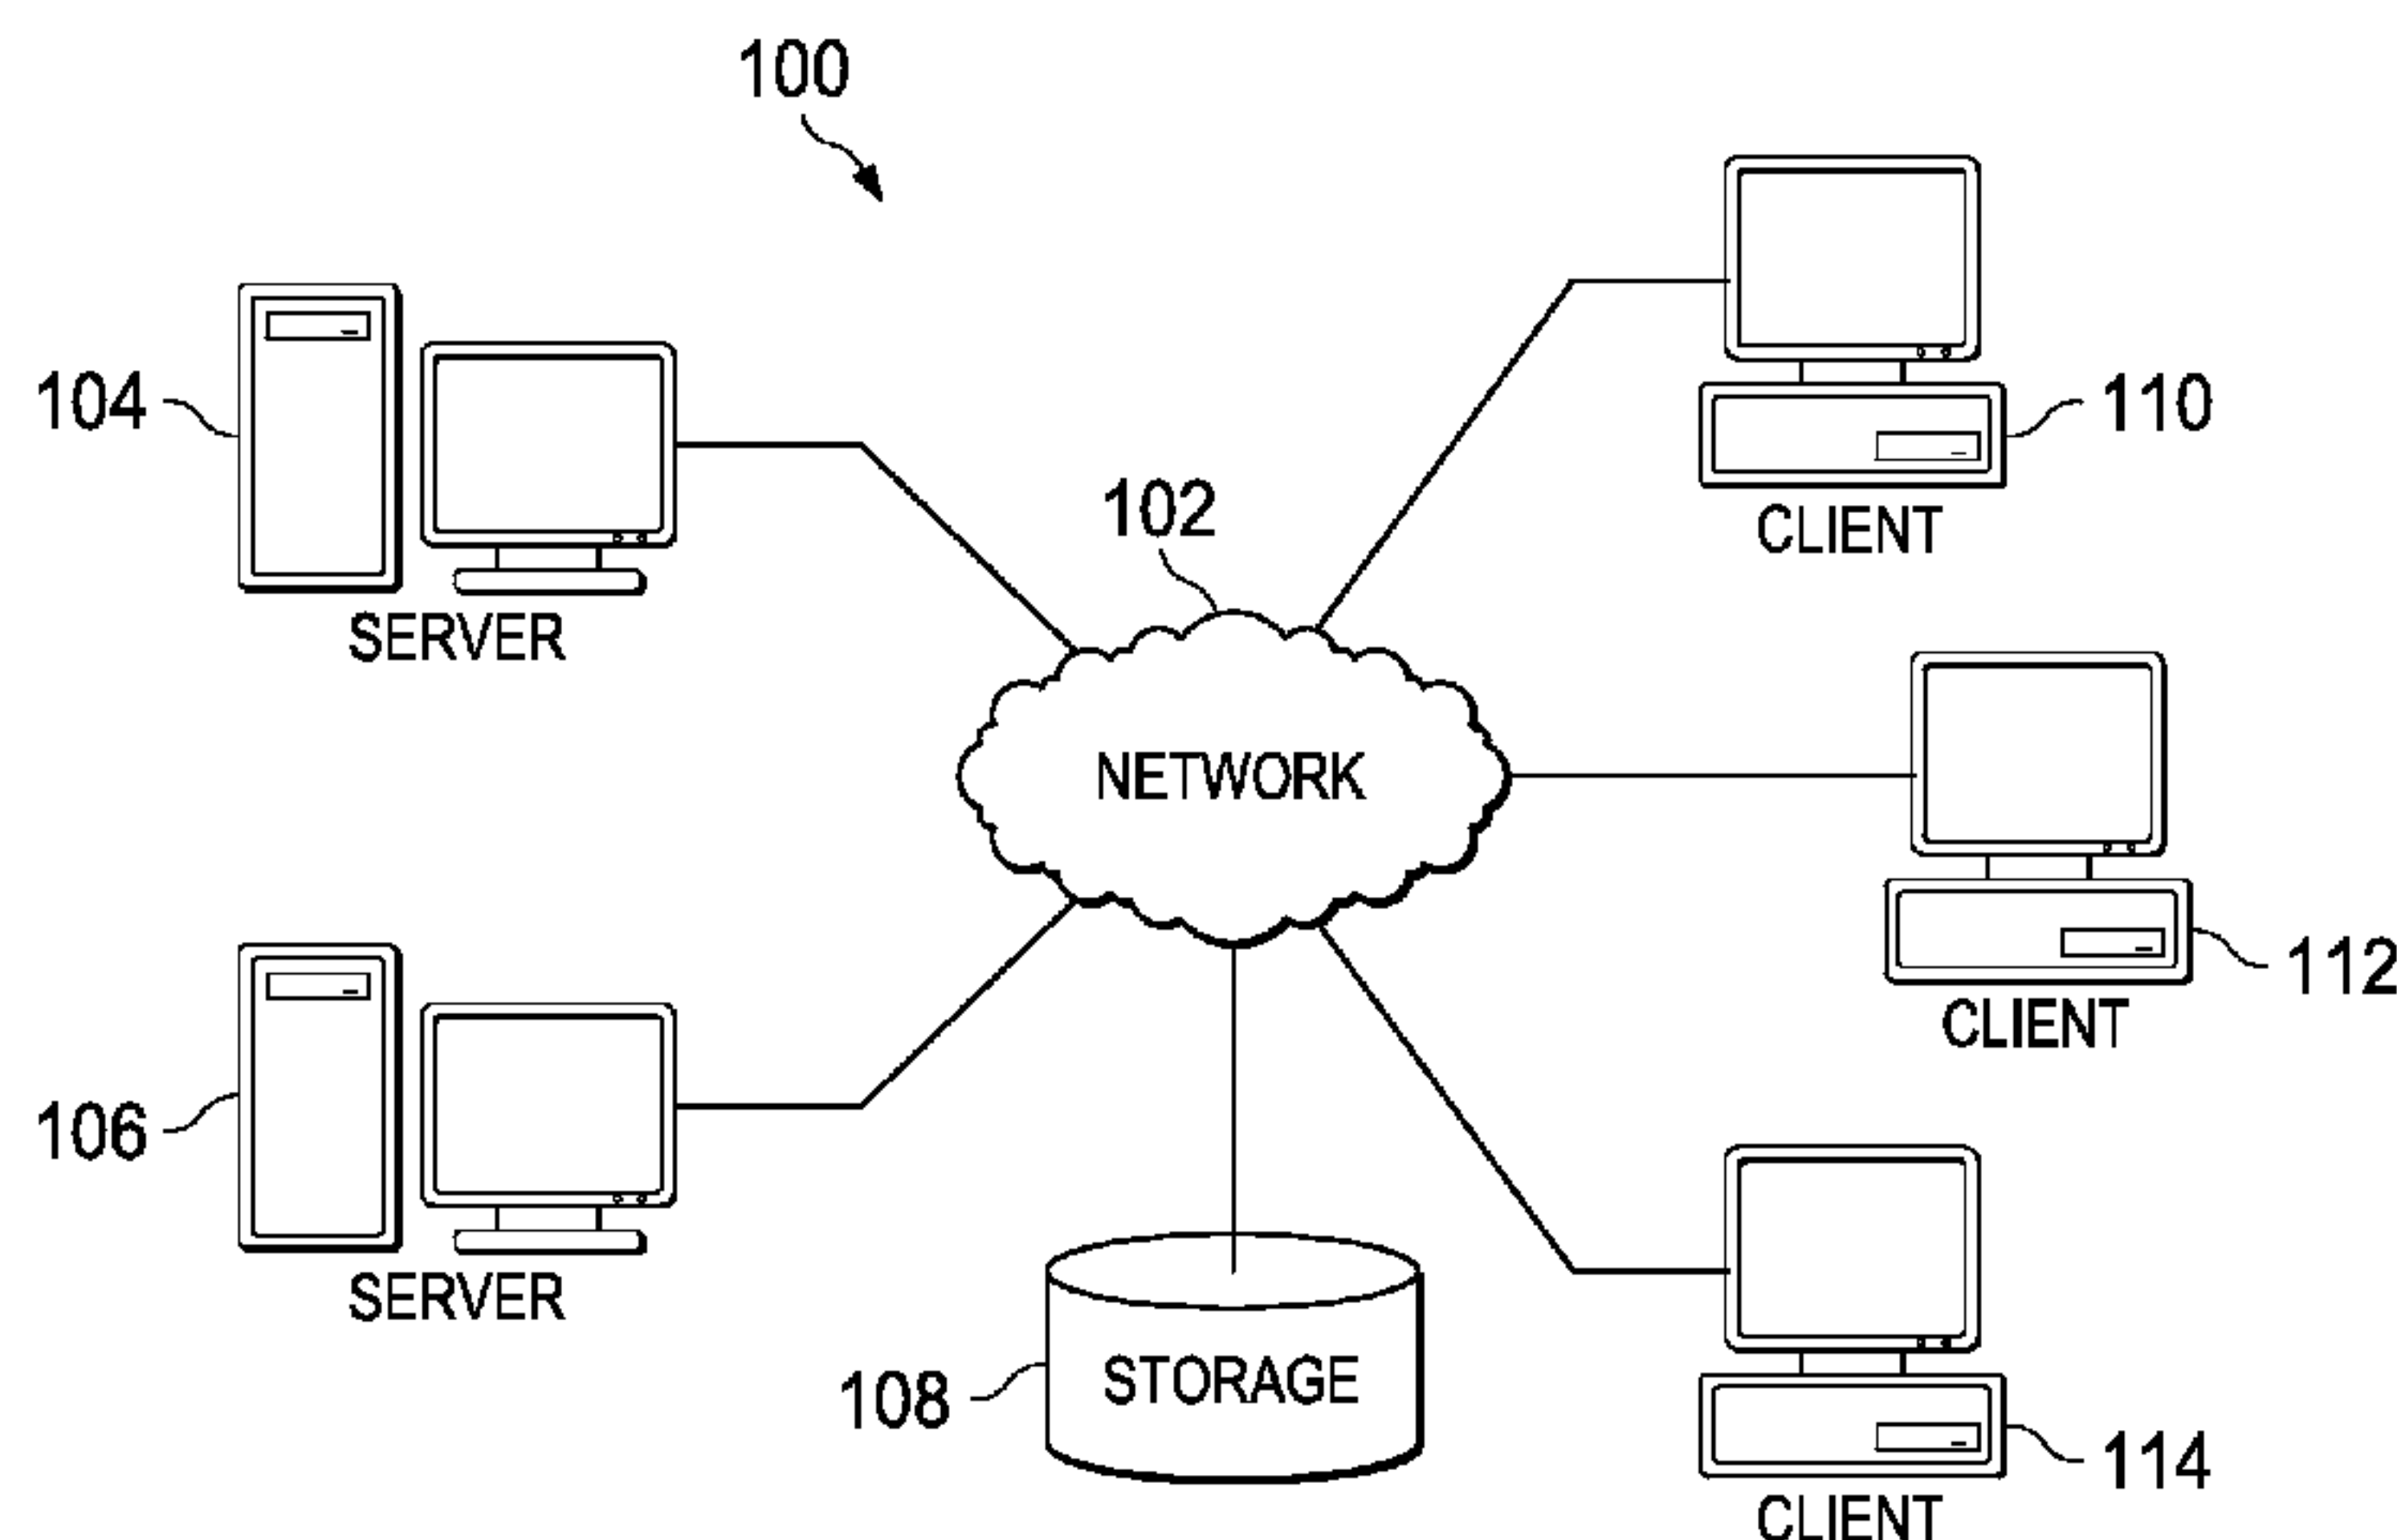 100
104
SERVER
110
CLIENT
102
NETWORK
112
CLIENT
106
SERVER
108
STORAGE
114
CLIENT